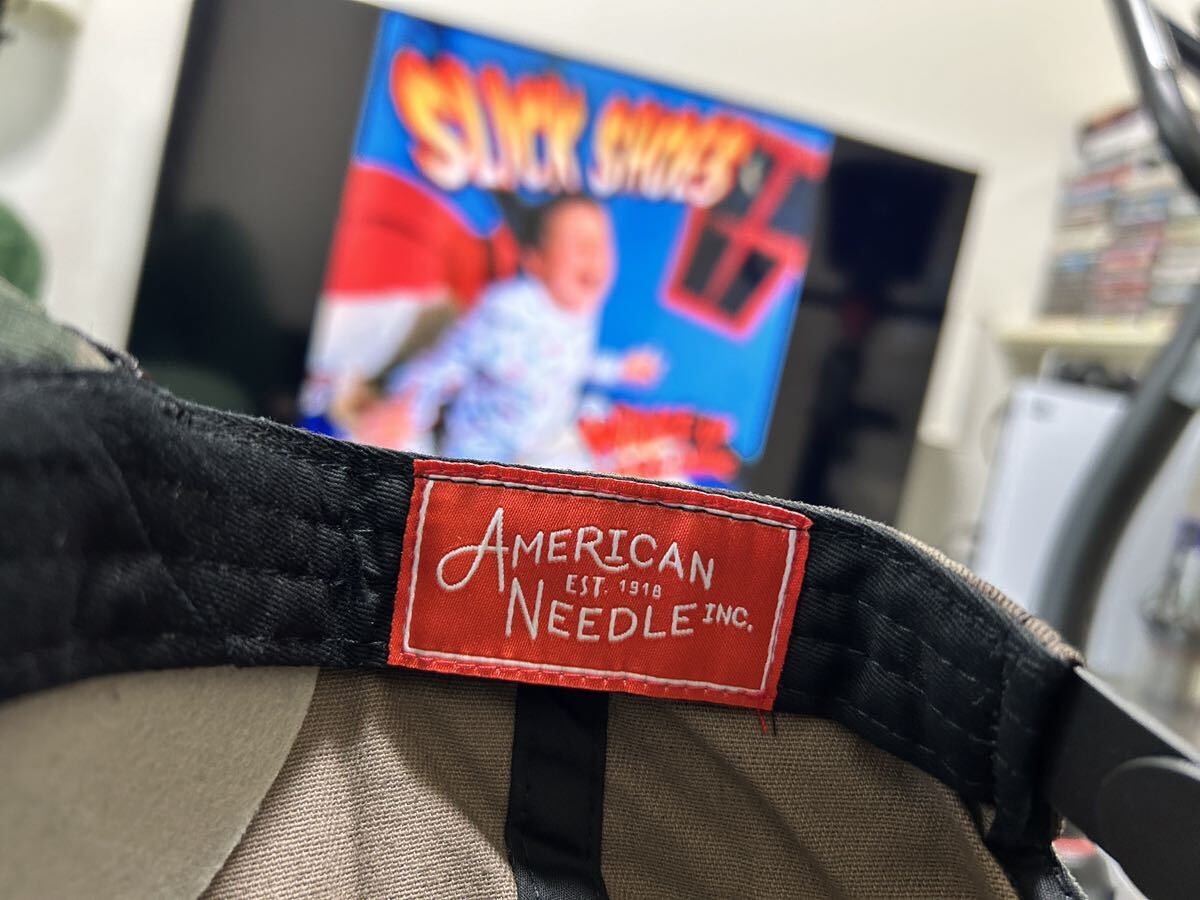 SLICK SHOES
AMERICAN
EST. 1918
NEEDLE INC.